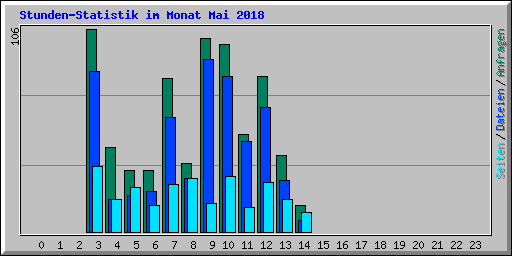 Stunden-Statistik im Monat Mai 2018
106
Seiten / Dateien / Anfragen
0 1 2 3 4 5 6 7 8 9 10 11 12 13 14 15 16 17 18 19 20 21 22 23